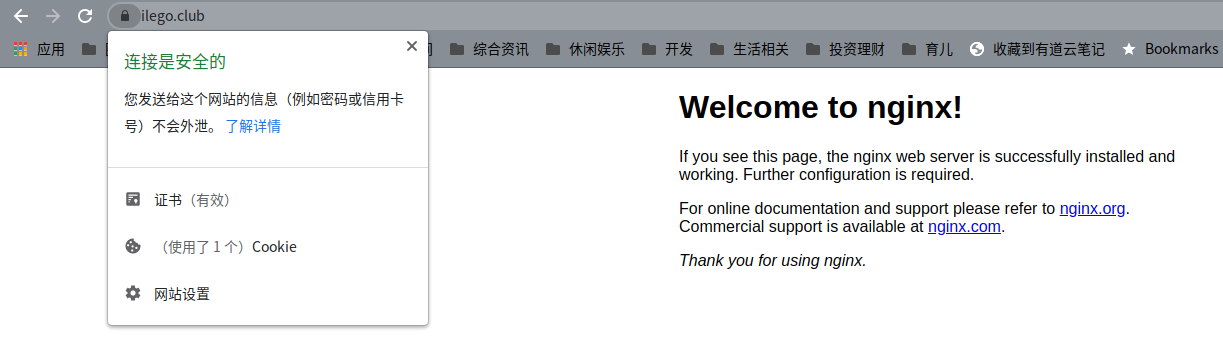 ilego.club
应用
综合资讯
休闲娱乐
开发
生活相关
投资理财
育儿
收藏到有道云笔记
Bookmarks
连接是安全的
您发送给这个网站的信息（例如密码或信用卡
号）不会外泄。 了解详情
证书（有效）
（使用了 1 个）Cookie
网站设置
Welcome to nginx!
If you see this page, the nginx web server is successfully installed and
working. Further configuration is required.
For online documentation and support please refer to nginx.org.
Commercial support is available at nginx.com.
Thank you for using nginx.